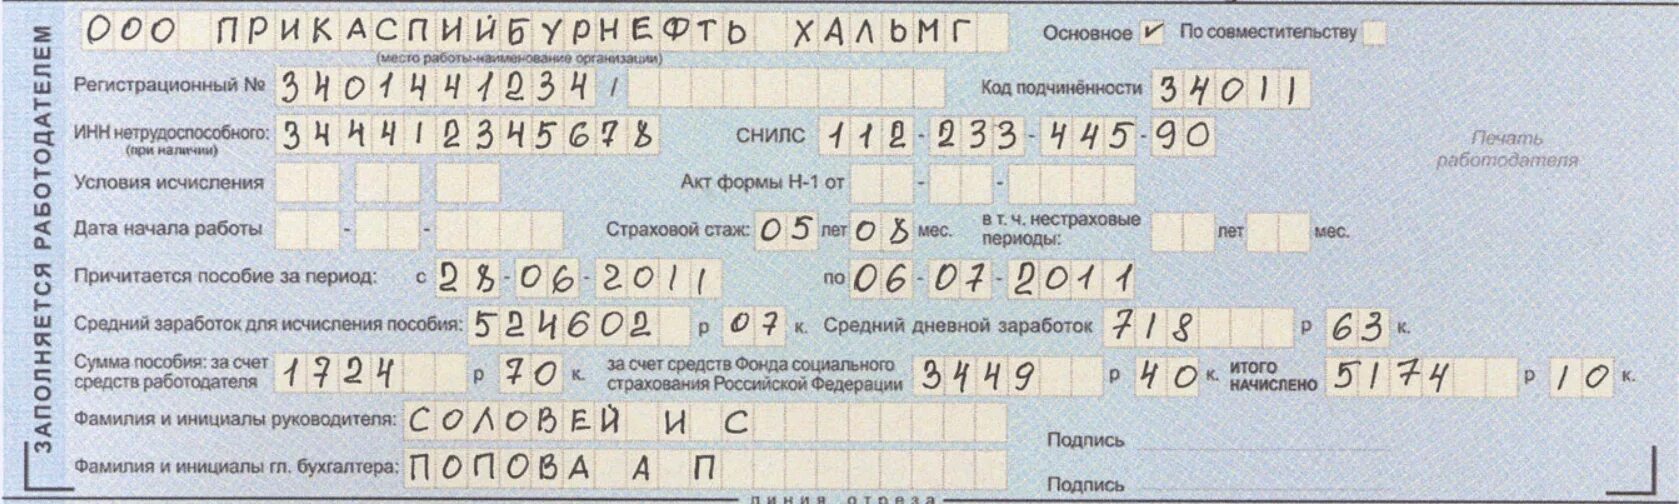 ЗАПОЛНЯЕТСЯ РАБОТОДАТЕЛЕМ
ООО ПРИКАСПИЙБУРНЕФТЬ ХАЛЬМГ Основное ✓ По совместительству
(место работы-наименование организации)
Регистрационный № 3401441234 / Код подчинённости 34011
ИНН нетрудоспособного: 344412345678 СНИЛС 112-233-445-90
(при наличии)
Печать
работодателя
Условия исчисления Акт формы Н-1 от - -
Дата начала работы - - Страховой стаж: 05 лет 08 мес. в т. ч. нестраховые периоды: лет мес.
Причитается пособие за период: с 28-06-2011 по 06-07-2011
Средний заработок для исчисления пособия: 524602 р 07 к. Средний дневной заработок 718 р 63 к.
Сумма пособия: за счет средств работодателя 1724 р 70 к. за счет средств Фонда социального страхования Российской Федерации 3449 р 40 к. ИТОГО НАЧИСЛЕНО 5174 р 10 к.
Фамилия и инициалы руководителя: СОЛОВЕЙ И С Подпись
Фамилия и инициалы гл. бухгалтера: ПОПОВА А П Подпись
линия отреза